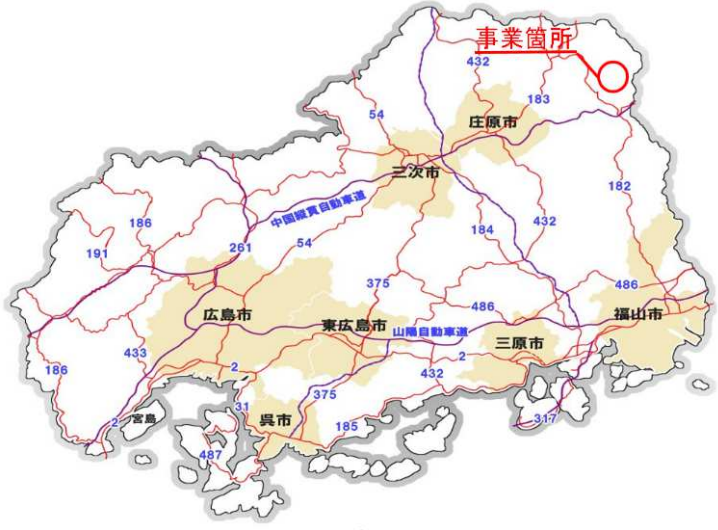 事業箇所
432
54
183
庄原市
三次市
182
186
中国縦貫自動車道
184
432
191
261
54
375
486
486
広島市
東広島市
山陽自動車道
三原市
福山市
186
433
2
2
432
375
31
呉市
185
2
宮島
317
487